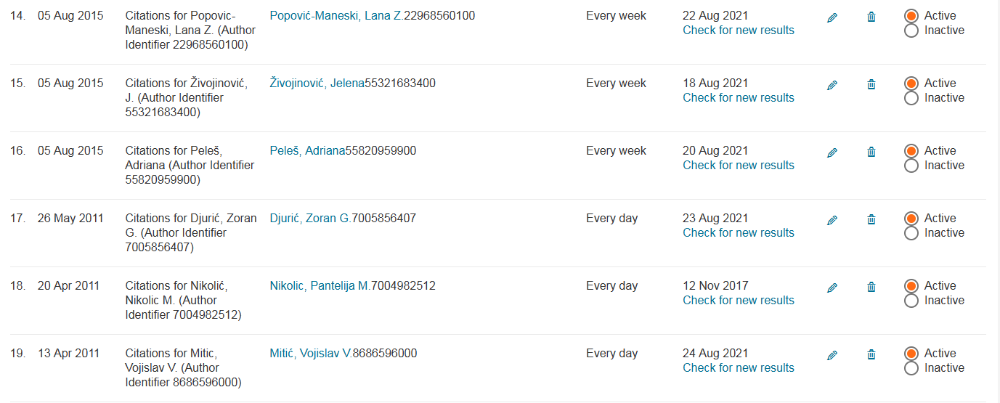 14. 05 Aug 2015 Citations for Popovic- Popović-Maneski, Lana Z.22968560100 Every week 22 Aug 2021 Active
Maneski, Lana Z. (Author Check for new results Inactive
Identifier 22968560100)
15. 05 Aug 2015 Citations for Živojinović, Živojinović, Jelena55321683400 Every week 18 Aug 2021 Active
J. (Author Identifier Check for new results Inactive
55321683400)
16. 05 Aug 2015 Citations for Peleš, Peleš, Adriana55820959900 Every week 20 Aug 2021 Active
Adriana (Author Identifier Check for new results Inactive
55820959900)
17. 26 May 2011 Citations for Djurić, Zoran Djurić, Zoran G.7005856407 Every day 23 Aug 2021 Active
G. (Author Identifier Check for new results Inactive
7005856407)
18. 20 Apr 2011 Citations for Nikolić, Nikolic, Pantelija M.7004982512 Every day 12 Nov 2017 Active
Nikolic M. (Author Check for new results Inactive
Identifier 7004982512)
19. 13 Apr 2011 Citations for Mitic, Mitić, Vojislav V.8686596000 Every day 24 Aug 2021 Active
Vojislav V. (Author Check for new results Inactive
Identifier 8686596000)